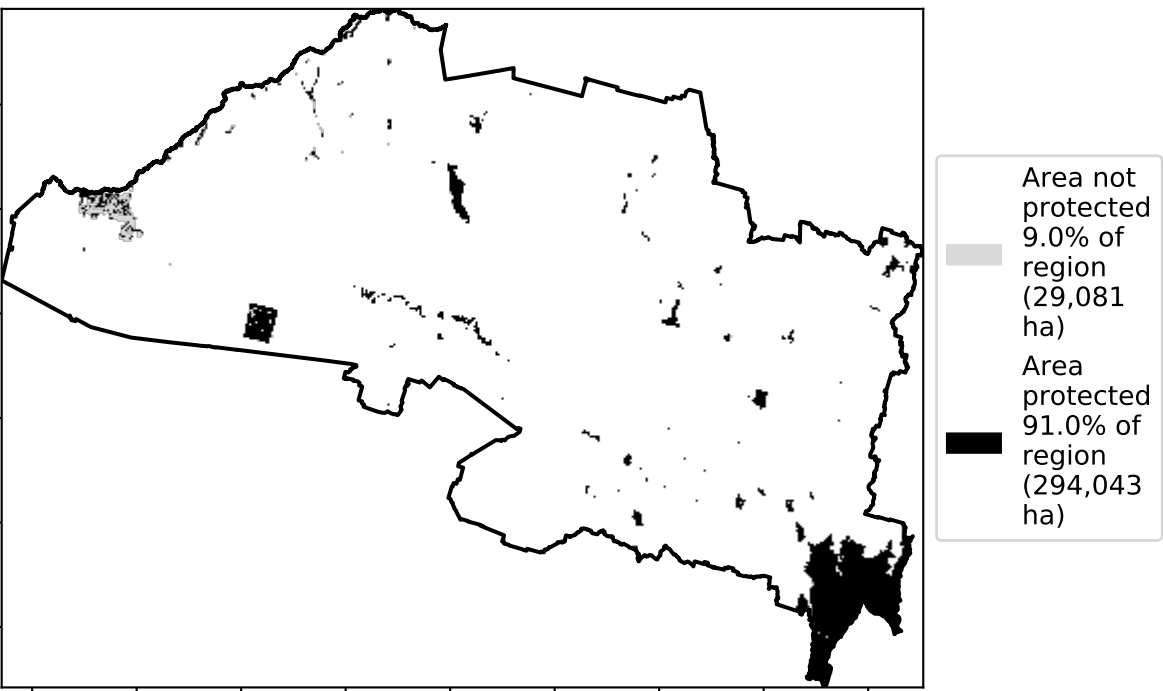 Area not
protected
9.0% of
region
(29,081
ha)
Area
protected
91.0% of
region
(294,043
ha)